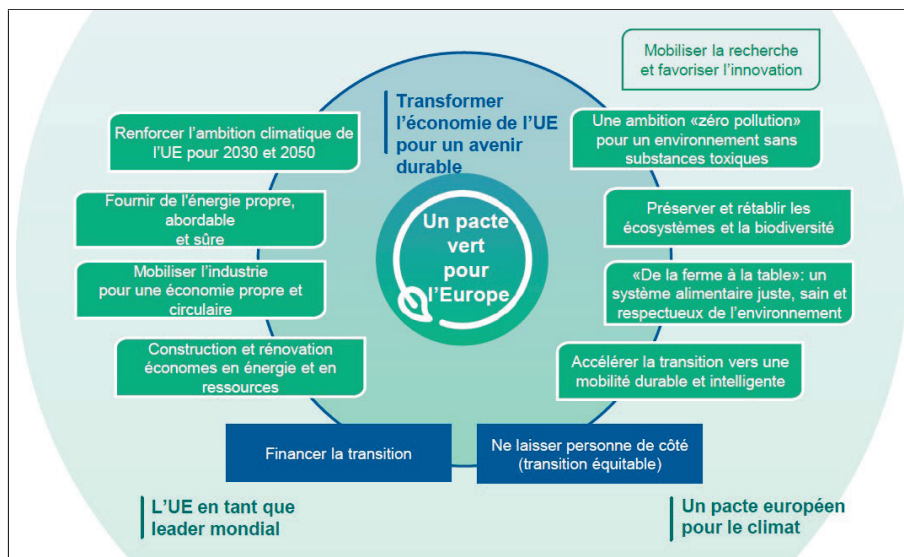 Mobiliser la recherche
et favoriser l'innovation
Transformer
l'économie de l'UE
pour un avenir
durable
Renforcer l'ambition climatique de
l'UE pour 2030 et 2050
Une ambition «zéro pollution»
pour un environnement sans
substances toxiques
Fournir de l'énergie propre,
abordable
et sûre
Préserver et rétablir les
écosystèmes et la biodiversité
Un pacte
vert
pour
l'Europe
Mobiliser l'industrie
pour une économie propre et
circulaire
«De la ferme à la table»: un
système alimentaire juste, sain et
respectueux de l'environnement
Construction et rénovation
économes en énergie et en
ressources
Accélérer la transition vers une
mobilité durable et intelligente
Financer la transition
Ne laisser personne de côté
(transition équitable)
L'UE en tant que
leader mondial
Un pacte européen
pour le climat